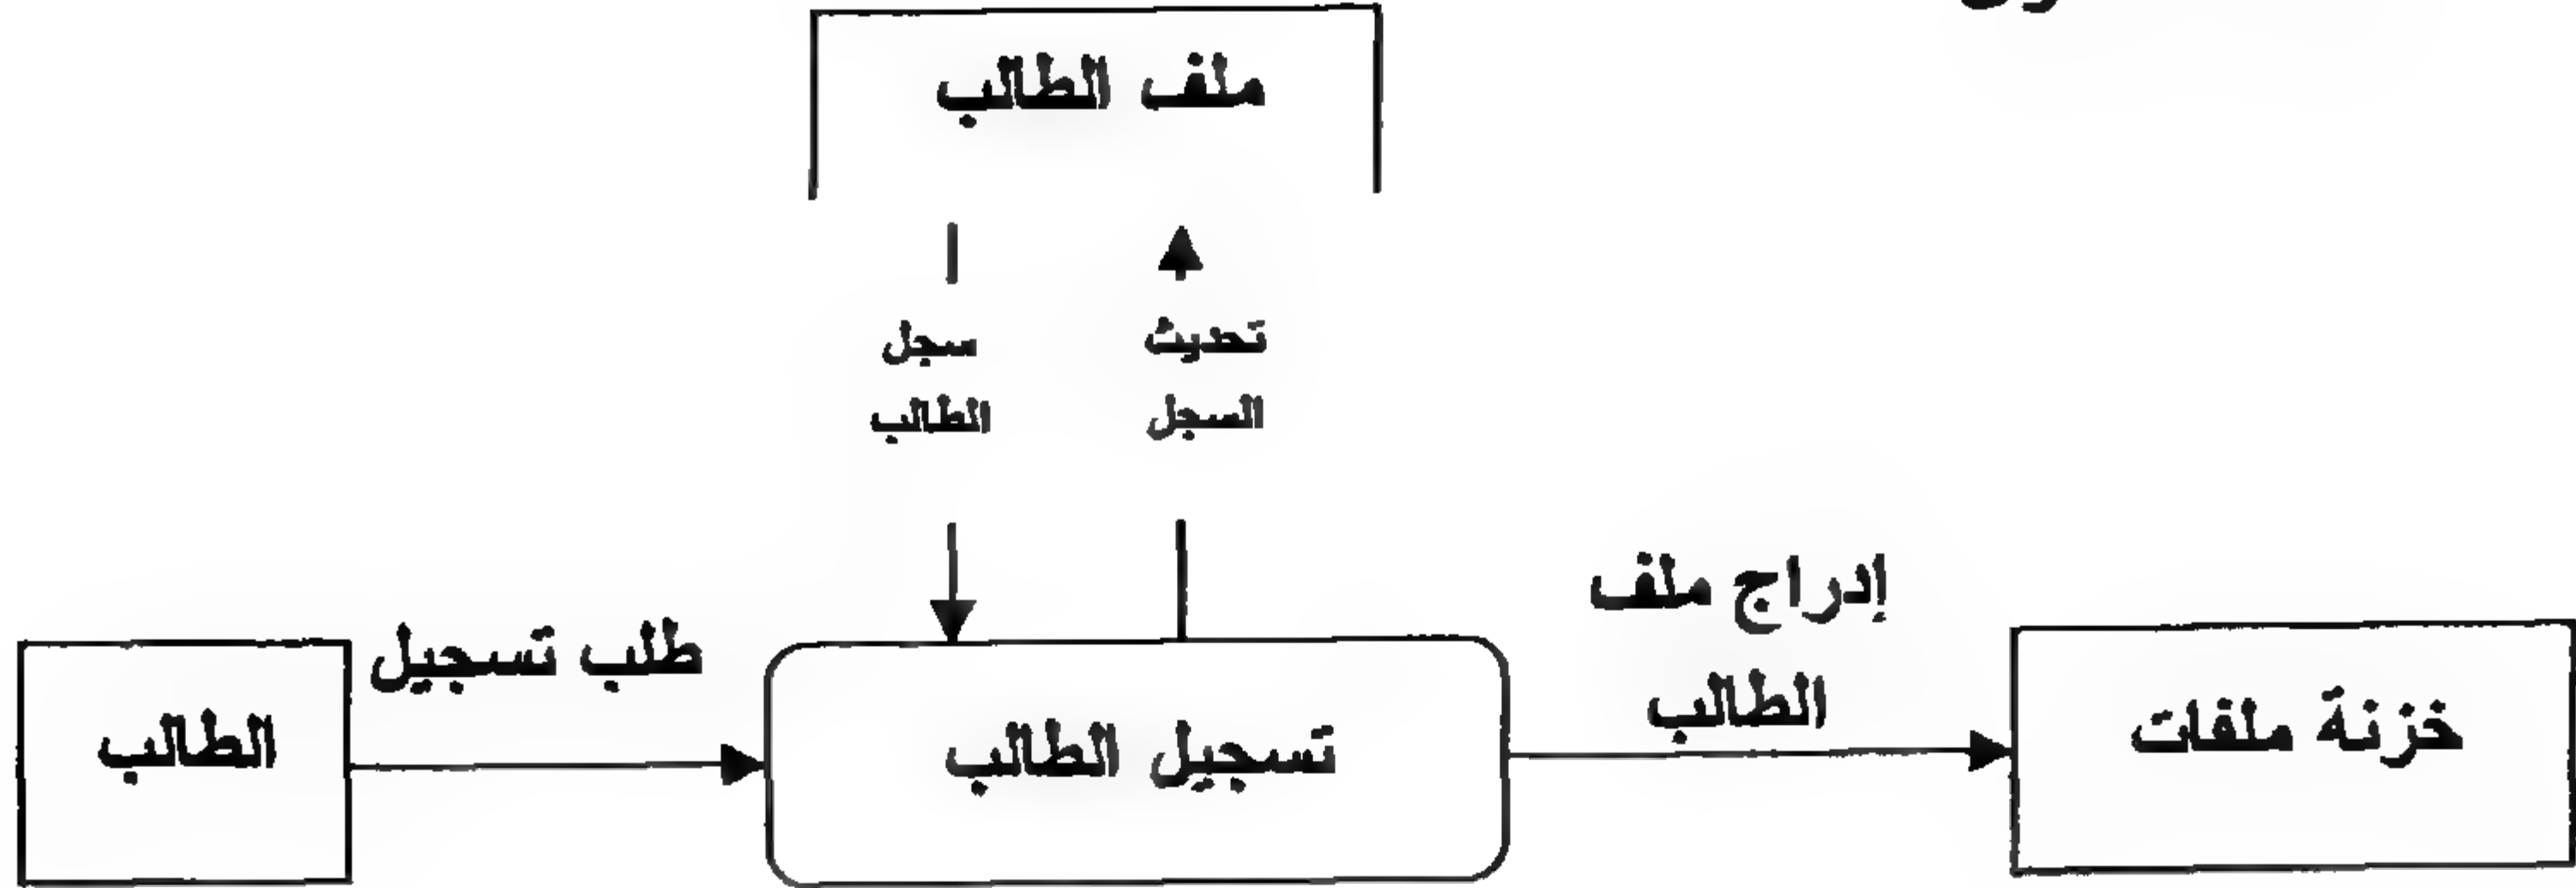 ملف الطالب
سجل
الطالب
تحديث
السجل
طلب تسجيل
إدراج ملف
الطالب
الطالب
تسجيل الطالب
خزنة ملفات